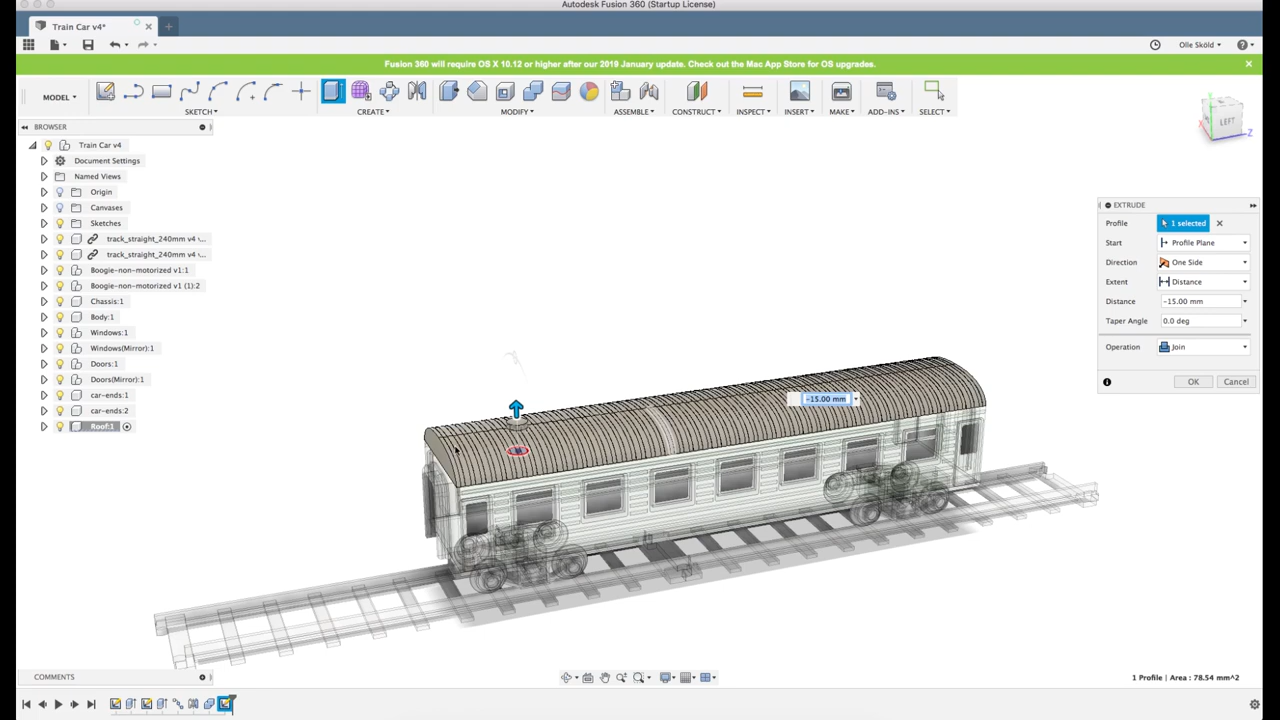 Autodesk Fusion 360 (Startup License)
Train Car v4*
Olle Sköld
Fusion 360 will require OS X 10.12 or higher after our 2019 January update. Check out the Mac App Store for OS upgrades.
MODEL
SKETCH
CREATE
MODIFY
ASSEMBLE
CONSTRUCT
INSPECT
INSERT
MAKE
ADD-INS
SELECT
LEFT
Z
BROWSER
Train Car v4
Document Settings
Named Views
Origin
Canvases
Sketches
track_straight_240mm v4 ...
track_straight_240mm v4 ...
Boogie-non-motorized v1:1
Boogie-non-motorized v1 (1):2
Chassis:1
Body:1
Windows:1
Windows(Mirror):1
Doors:1
Doors(Mirror):1
car-ends:1
car-ends:2
Roof:1
-15.00 mm
EXTRUDE
Profile 1 selected
Start Profile Plane
Direction One Side
Extent Distance
Distance -15.00 mm
Taper Angle 0.0 deg
Operation Join
OK Cancel
COMMENTS
1 Profile | Area : 78.54 mm^2